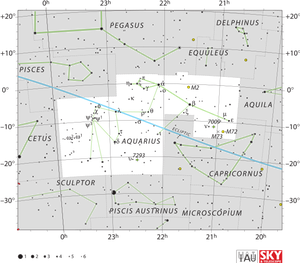 0h 23h 22h 21h
+20° +20°
PEGASUS
DELPHINUS
EQUULEUS
+10° +10°
PISCES
M2
0° 0°
AQUILA
7009
M72
M73
ECLIPTIC
-10° -10°
CETUS
AQUARIUS
7293
CAPRICORNUS
-20° -20°
SCULPTOR
PISCIS AUSTRINUS
MICROSCOPIUM
-30° -30°
0h 23h 22h 21h 20h
1 2 3 4 5 6
IAU
SKY